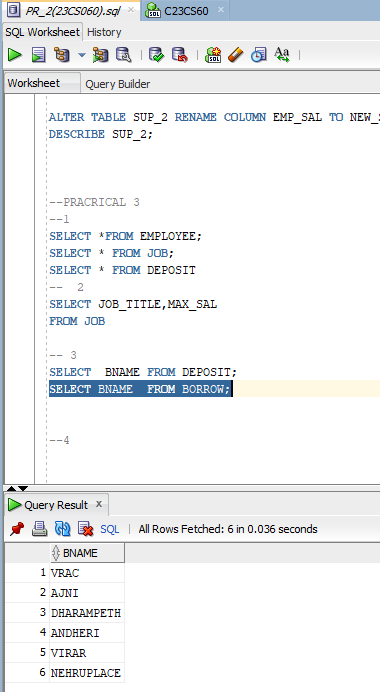 PR_2(23CS060).sql × C23CS60
SQL Worksheet History
Worksheet Query Builder
ALTER TABLE SUP_2 RENAME COLUMN EMP_SAL TO NEW_
DESCRIBE SUP_2;
--PRACRICAL 3
--1
SELECT *FROM EMPLOYEE;
SELECT * FROM JOB;
SELECT * FROM DEPOSIT
-- 2
SELECT JOB_TITLE,MAX_SAL
FROM JOB
-- 3
SELECT BNAME FROM DEPOSIT;
SELECT BNAME FROM BORROW;
--4
Query Result ×
SQL | All Rows Fetched: 6 in 0.036 seconds
BNAME
1 VRAC
2 AJNI
3 DHARAMPETH
4 ANDHERI
5 VIRAR
6 NEHRUPLACE